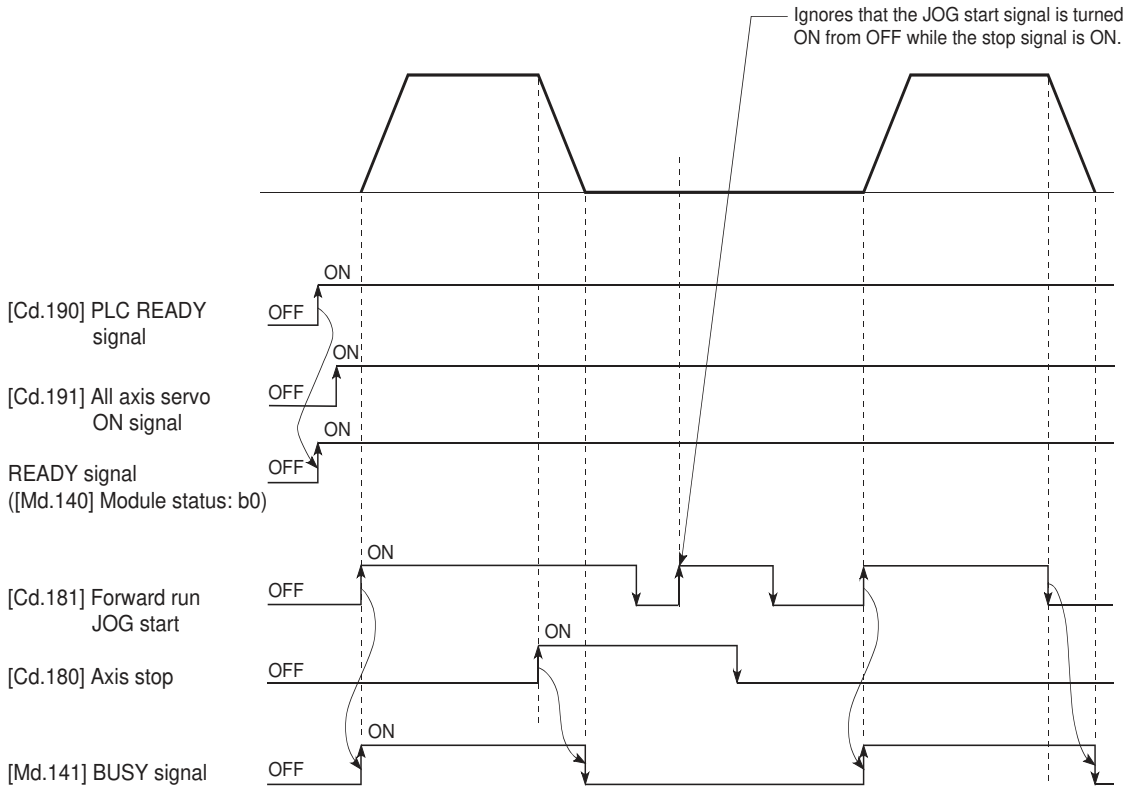 Ignores that the JOG start signal is turned
ON from OFF while the stop signal is ON.
ON
[Cd.190] PLC READY
signal
OFF
ON
[Cd.191] All axis servo
ON signal
OFF
ON
READY signal
([Md.140] Module status: b0)
OFF
ON
[Cd.181] Forward run
JOG start
OFF
ON
[Cd.180] Axis stop
OFF
ON
[Md.141] BUSY signal
OFF